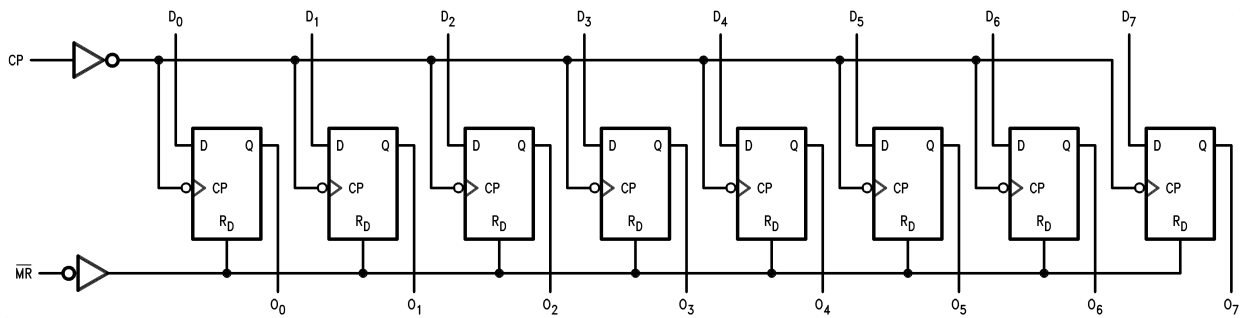 D0 D1 D2 D3 D4 D5 D6 D7
CP
D Q D Q D Q D Q D Q D Q D Q D Q
CP CP CP CP CP CP CP CP
RD RD RD RD RD RD RD RD
M̅R̅
O0 O1 O2 O3 O4 O5 O6 O7